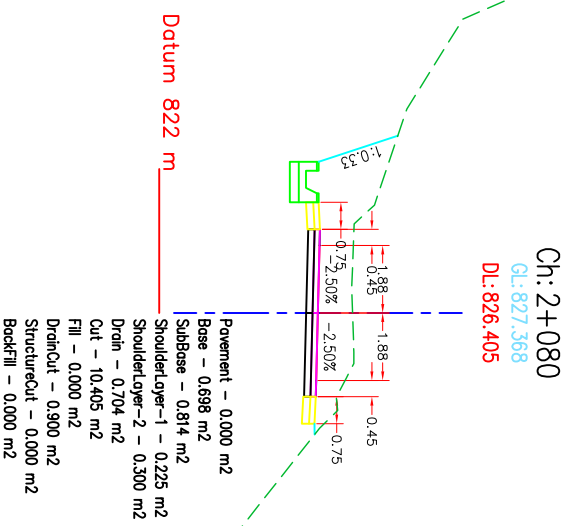 Ch: 2+080
GL: 827.368
DL: 826.405
1:0.33
0.75
0.45
1.88
1.88
0.45
0.75
-2.50%
-2.50%
Datum 822 m
Pavement - 0.000 m2
Base - 0.698 m2
SubBase - 0.814 m2
ShoulderLayer-1 - 0.225 m2
ShoulderLayer-2 - 0.300 m2
Drain - 0.704 m2
Cut - 10.405 m2
Fill - 0.000 m2
DrainCut - 0.900 m2
StructureCut - 0.000 m2
BackFill - 0.000 m2